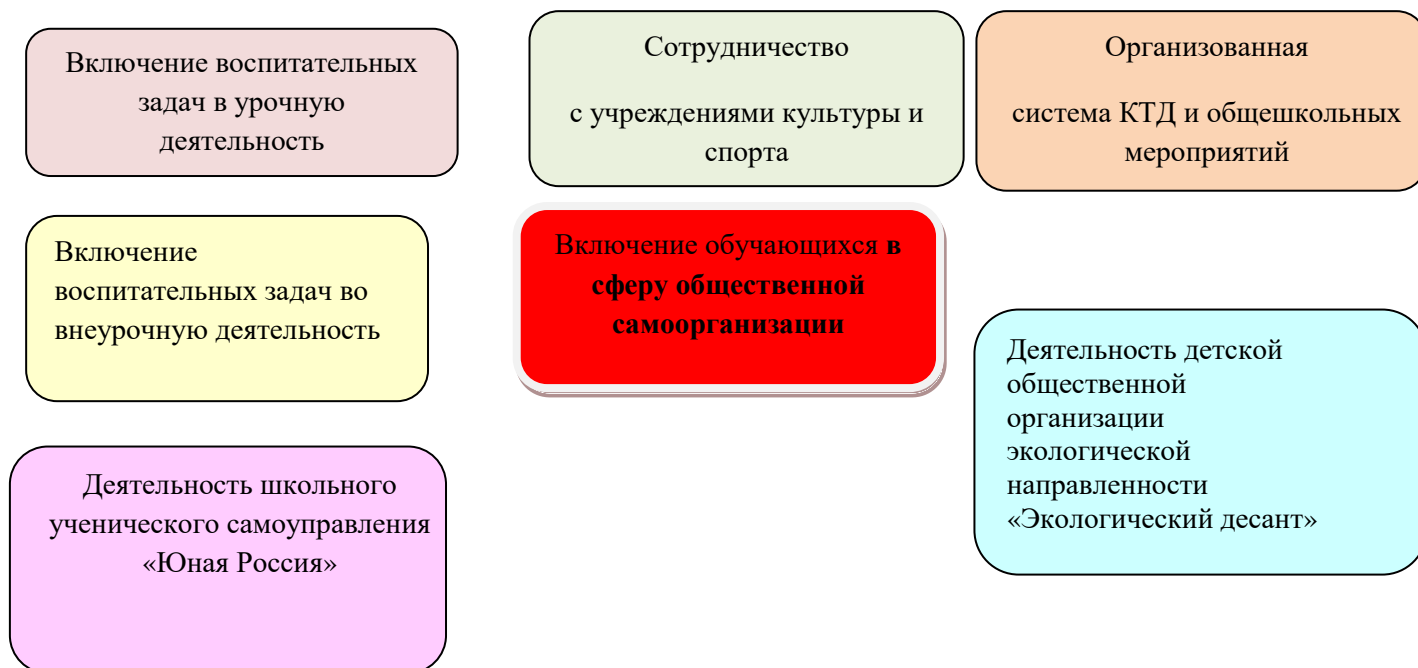 Включение воспитательных
задач в урочную
деятельность
Сотрудничество
с учреждениями культуры и
спорта
Организованная
система КТД и общешкольных
мероприятий
Включение
воспитательных задач во
внеурочную деятельность
Включение обучающихся в
сферу общественной
самоорганизации
Деятельность детской
общественной
организации
экологической
направленности
«Экологический десант»
Деятельность школьного
ученического самоуправления
«Юная Россия»